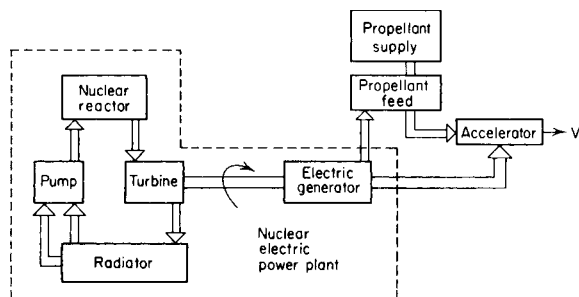 Propellant
supply
Nuclear
reactor
Propellant
feed
Accelerator
V
Pump
Turbine
Electric
generator
Nuclear
electric
power plant
Radiator